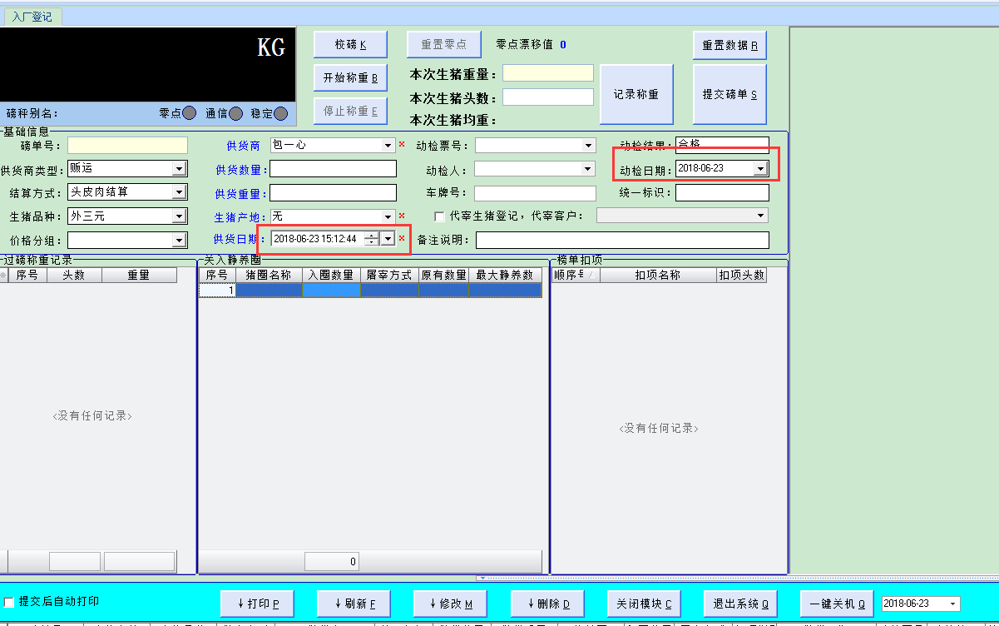 入厂登记
KG
校磅 K
重置零点
零点漂移值 0
重置数据 R
开始称重 B
本次生猪重量：
记录称重
提交磅单 S
停止称重 E
本次生猪头数：
本次生猪均重：
磅秤别名：
零点
通信
稳定
基础信息
磅单号：
供货商 包一心 *
动检票号：
动检结果： 合格
供货商类型： 贩运
供货数量：
动检人：
动检日期： 2018-06-23
结算方式： 头皮肉结算
供货重量：
车牌号：
统一标识：
生猪品种： 外三元
生猪产地： 无 *
代宰生猪登记，代宰客户：
价格分组：
供货日期： 2018-06-23 15:12:44 *
备注说明：
过磅称重记录
序号 头数 重量
<没有任何记录>
关入静养圈
序号 猪圈名称 入圈数量 屠宰方式 原有数量 最大静养数
1
0
榜单扣项
顺序号 扣项名称 扣项头数
<没有任何记录>
提交后自动打印
↓打印 P
↓刷新 F
↓修改 M
↓删除 D
关闭模块 C
退出系统 Q
一键关机 Q
2018-06-23